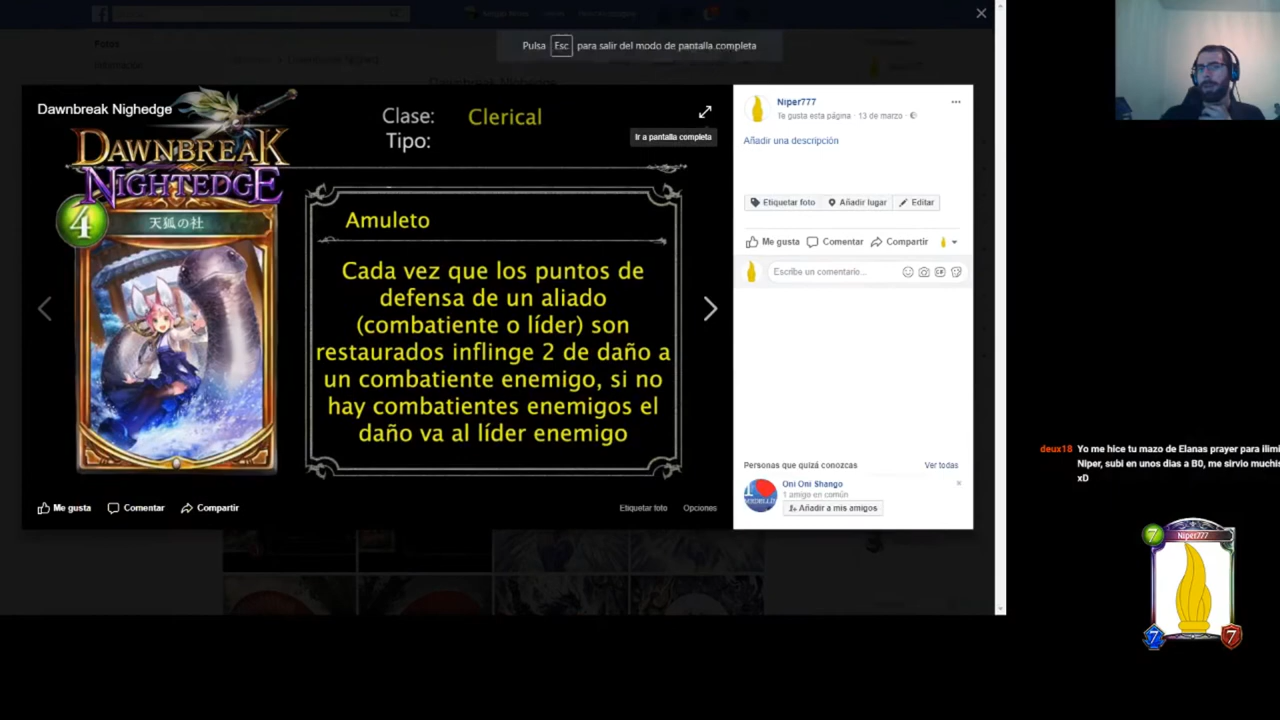 Pulsa Esc para salir del modo de pantalla completa
Fotos
Dawnbreak Nighedge
DAWNBREAK
NIGHTEDGE
Clase: Clerical
Tipo:
Ir a pantalla completa
4
天狐の社
Amuleto
Cada vez que los puntos de
defensa de un aliado
(combatiente o líder) son
restaurados inflinge 2 de daño a
un combatiente enemigo, si no
hay combatientes enemigos el
daño va al líder enemigo
Me gusta Comentar Compartir
Etiquetar foto Opciones
Niper777
Te gusta esta página · 13 de marzo ·
Añadir una descripción
Etiquetar foto Añadir lugar Editar
Me gusta Comentar Compartir
Escribe un comentario...
GIF
Personas que quizá conozcas Ver todas
Oni Oni Shango
1 amigo en común
Añadir a mis amigos
deux18 Yo me hice tu mazo de Elanas prayer para ilimi
Niper, subi en unos dias a B0, me sirvio muchis
xD
7
Niper777
7 7